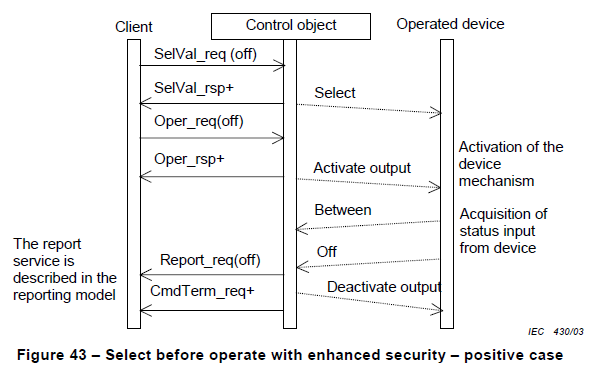 Client
Control object
Operated device
SelVal_req (off)
SelVal_rsp+
Select
Oper_req(off)
Oper_rsp+
Activate output
Activation of the
device
mechanism
Between
Acquisition of
status input
from device
The report
service is
described in the
reporting model
Off
Report_req(off)
CmdTerm_req+
Deactivate output
IEC 430/03
Figure 43 – Select before operate with enhanced security – positive case